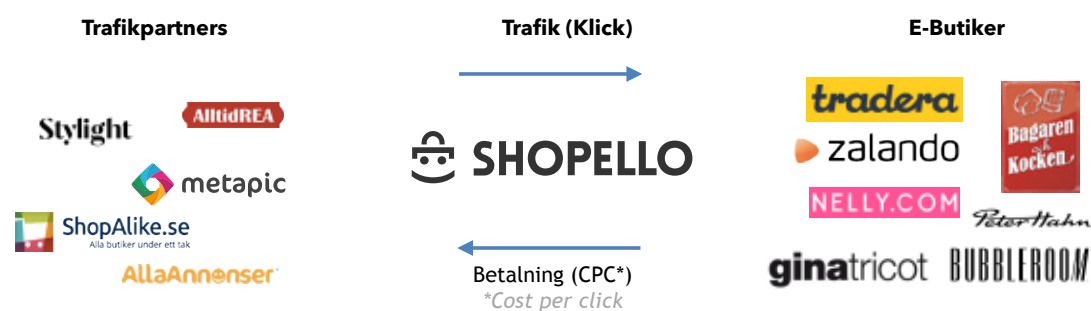 Trafikpartners
Trafik (Klick)
E-Butiker
Stylight
AlltidREA
metapic
ShopAlike.se
Alla butiker under ett tak
AllaAnnonser
SHOPELLO
Betalning (CPC*)
*Cost per click
tradera
zalando
NELLY.COM
ginatricot
Bagaren
och
Kocken
Peter Hahn
BUBBLEROOM